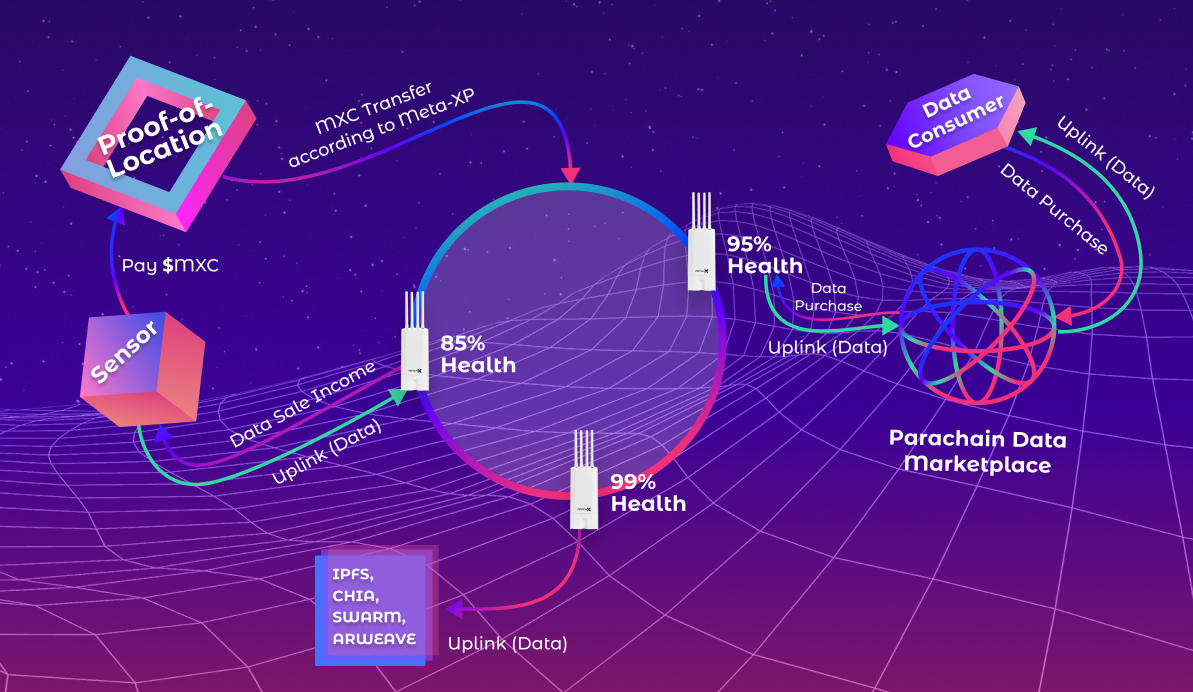 Proof-of-
Location
MXC Transfer
according to Meta-XP
Data
Consumer
Uplink (Data)
Data Purchase
Pay $MXC
95%
Health
Data
Purchase
Uplink (Data)
Sensor
85%
Health
Data Sale Income
Uplink (Data)
Parachain Data
Marketplace
99%
Health
IPFS,
CHIA,
SWARM,
ARWEAVE
Uplink (Data)